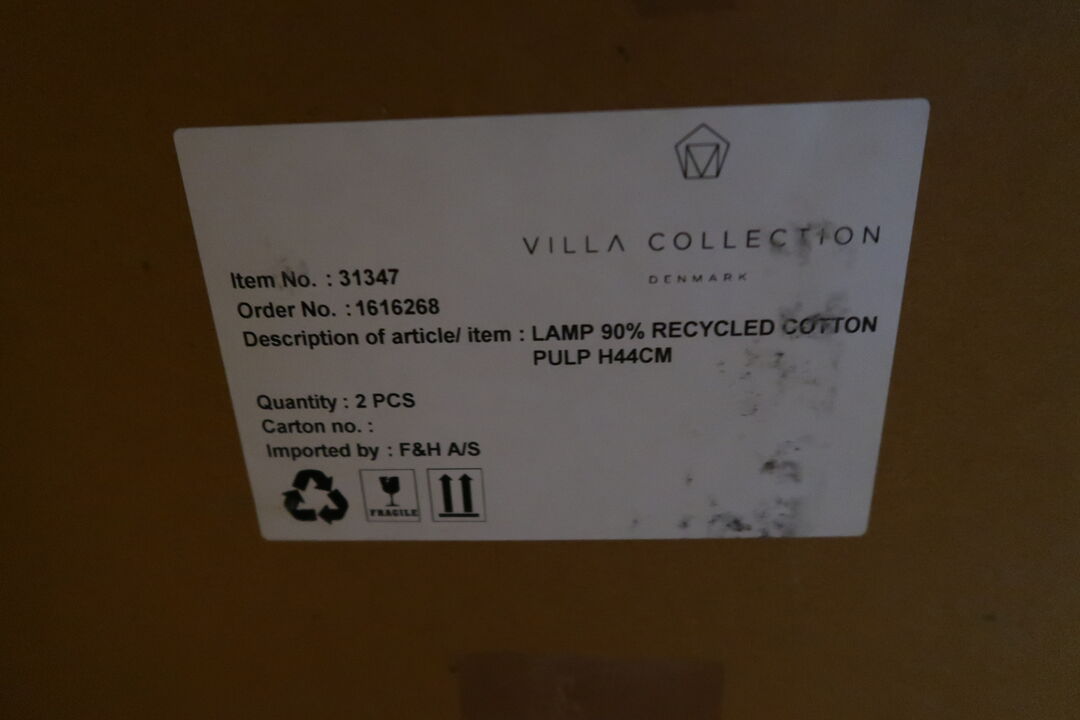 VILLA COLLECTION
DENMARK
Item No. : 31347
Order No. : 1616268
Description of article/ item : LAMP 90% RECYCLED COTTON
PULP H44CM
Quantity : 2 PCS
Carton no. :
Imported by : F&H A/S
FRAGILE